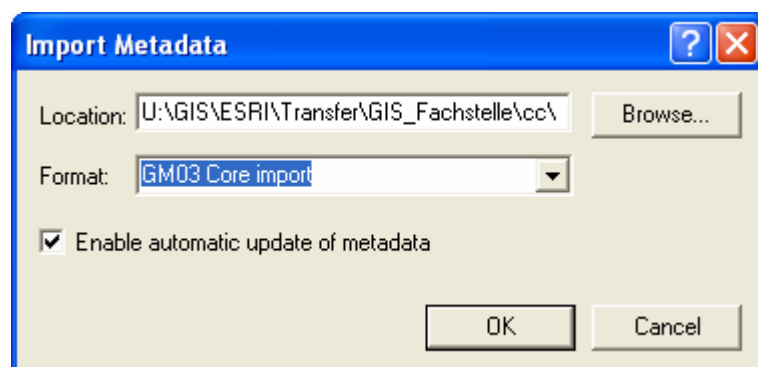 Import Metadata
Location: U:\GIS\ESRI\Transfer\GIS_Fachstelle\cc\ Browse...
Format: GM03 Core import
Enable automatic update of metadata
OK Cancel